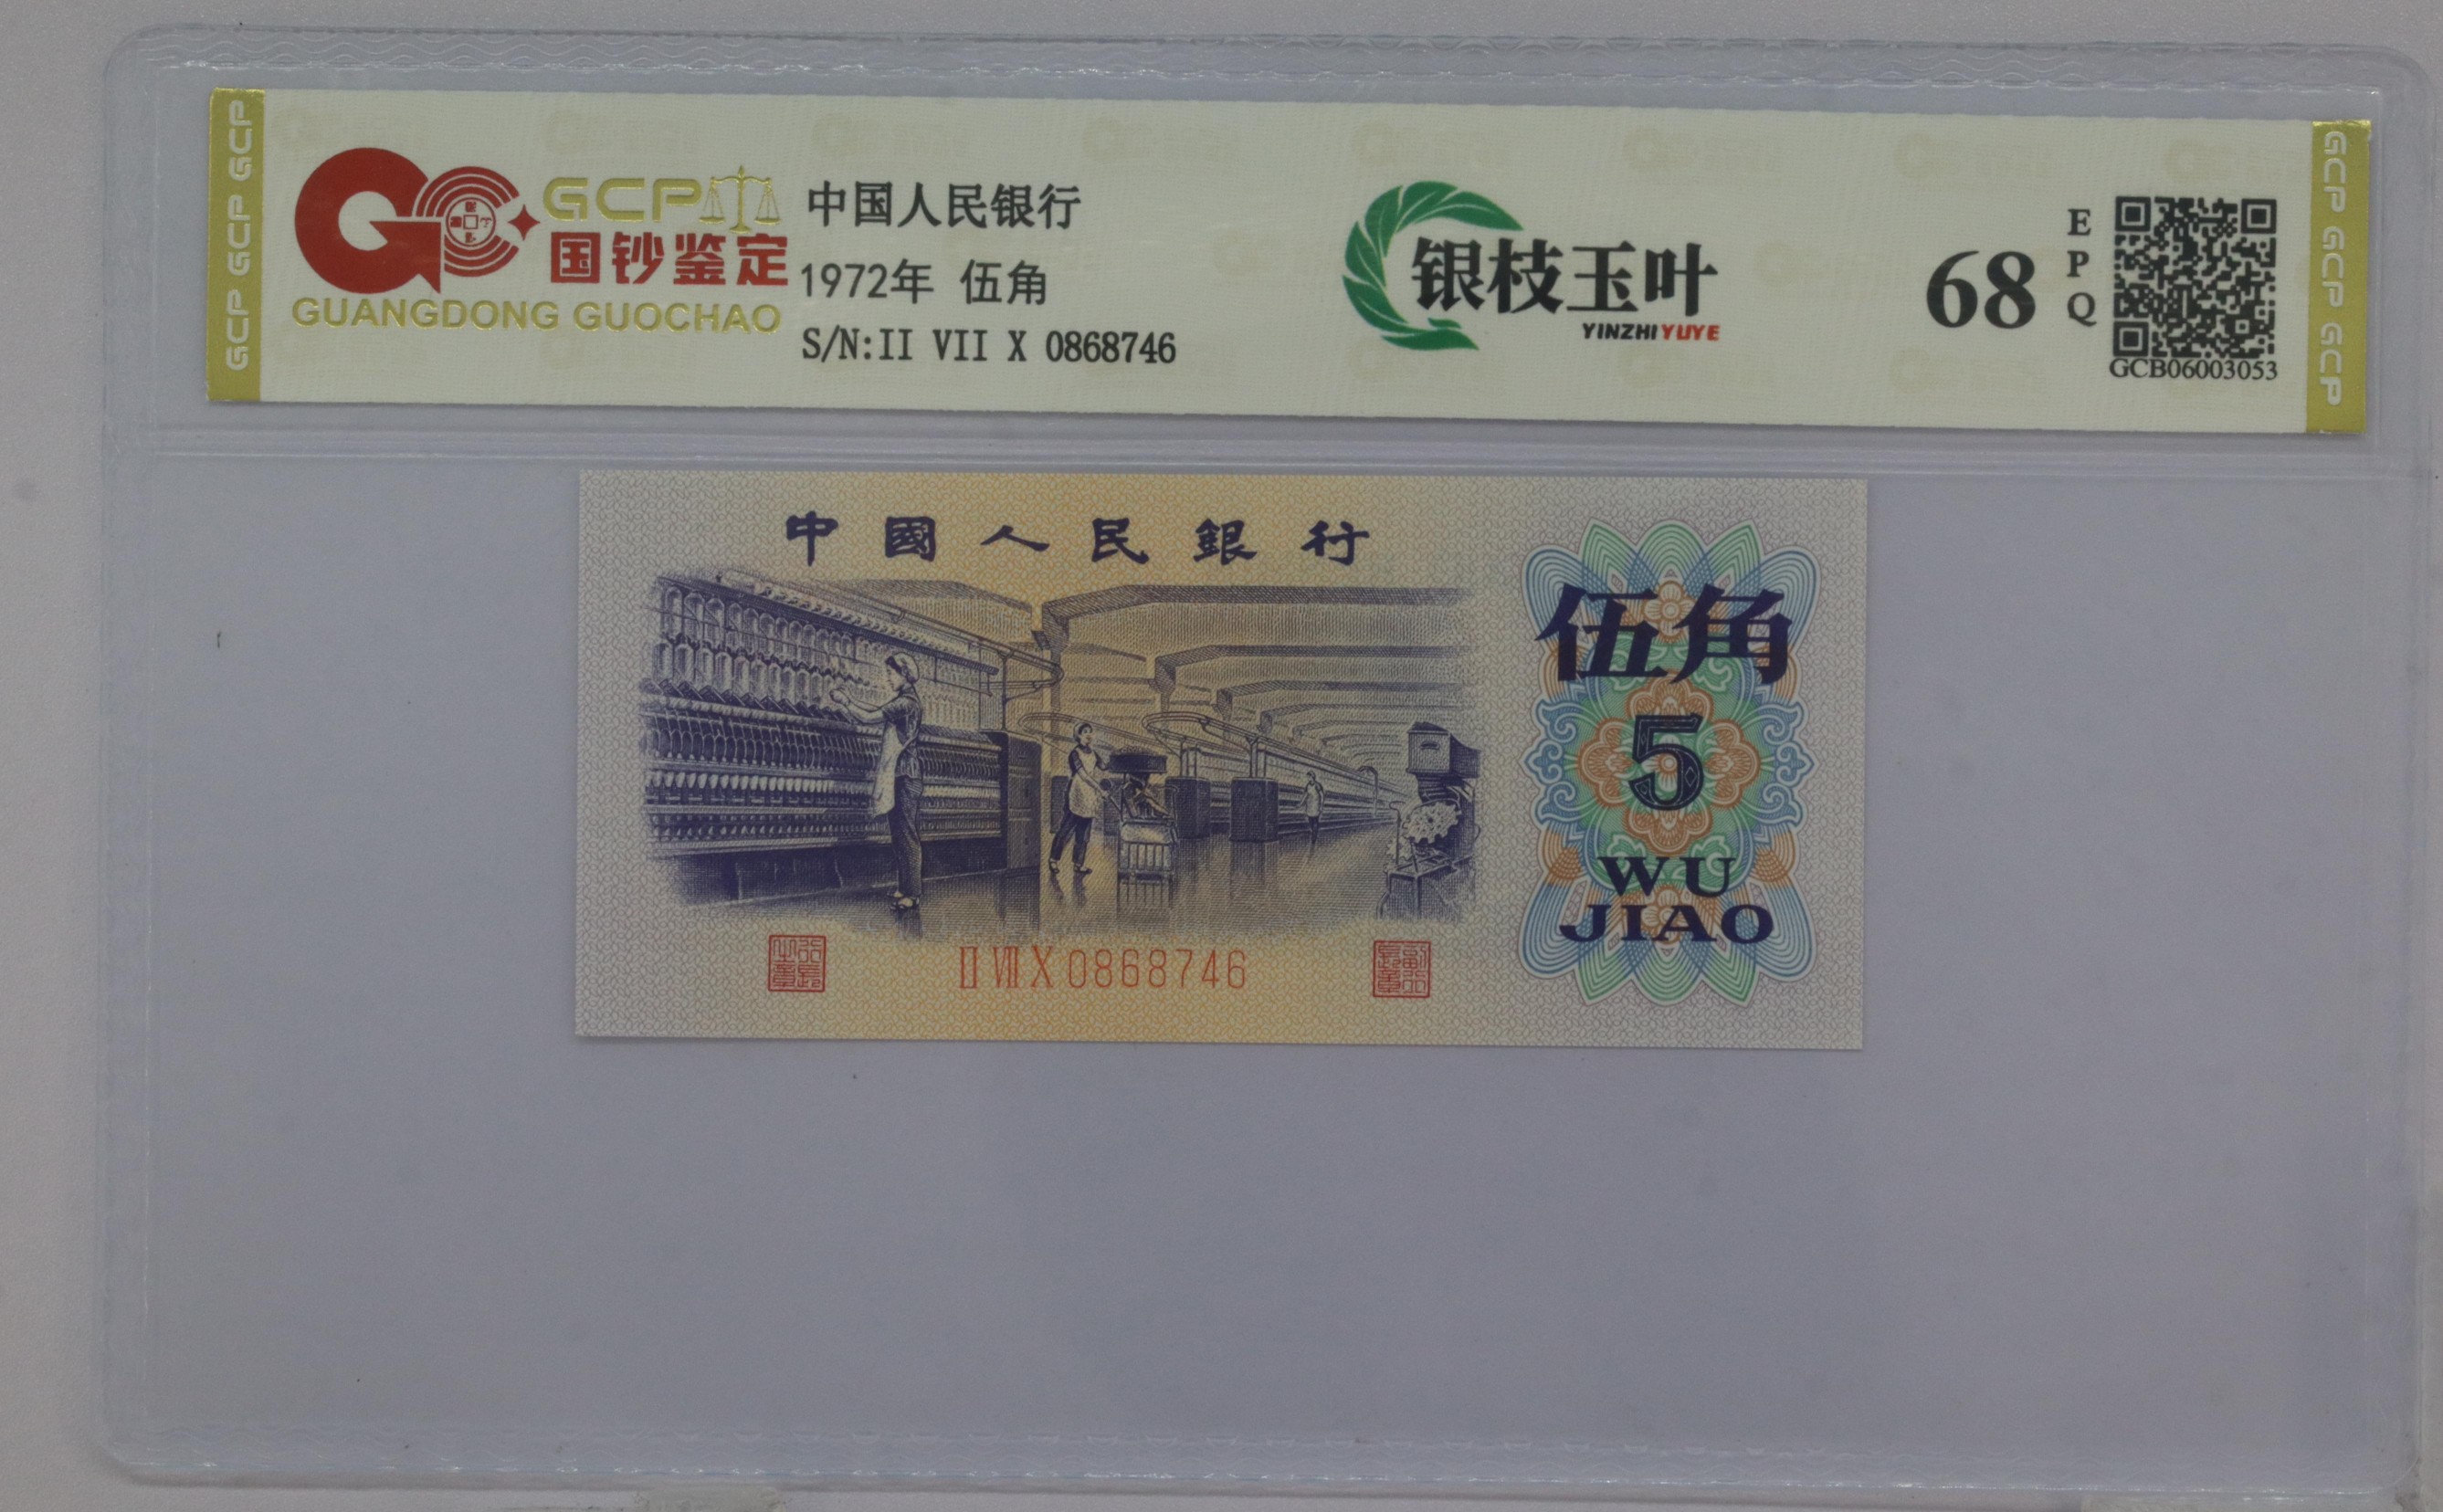 GCP GCP GCP
GCP
国钞鉴定
GUANGDONG GUOCHAO
中国人民银行
1972年 伍角
S/N:II VII X 0868746
银枝玉叶
YINZHI YUYE
68
EPQ
GCB06003053
GCP GCP GCP
中國人民銀行
伍角
5
WU
JIAO
II VII X 0868746